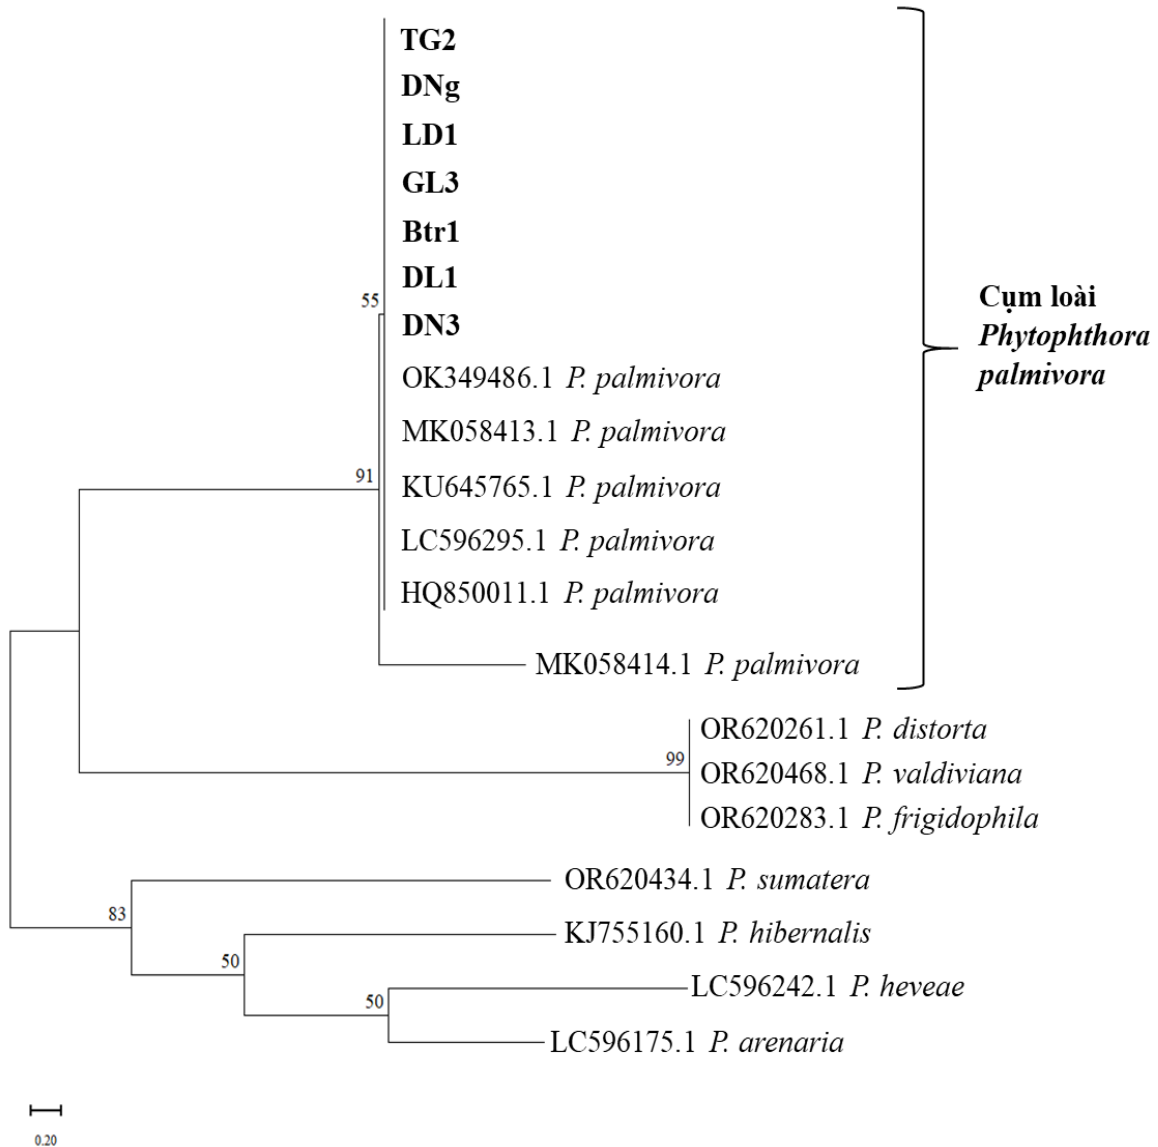 TG2
DNg
LD1
GL3
Btr1
DL1
55
DN3
OK349486.1 P. palmivora
MK058413.1 P. palmivora
91
KU645765.1 P. palmivora
LC596295.1 P. palmivora
HQ850011.1 P. palmivora
MK058414.1 P. palmivora
Cụm loài
Phytophthora
palmivora
OR620261.1 P. distorta
99
OR620468.1 P. valdiviana
OR620283.1 P. frigidophila
OR620434.1 P. sumatera
83
KJ755160.1 P. hibernalis
50
LC596242.1 P. heveae
50
LC596175.1 P. arenaria
0.20